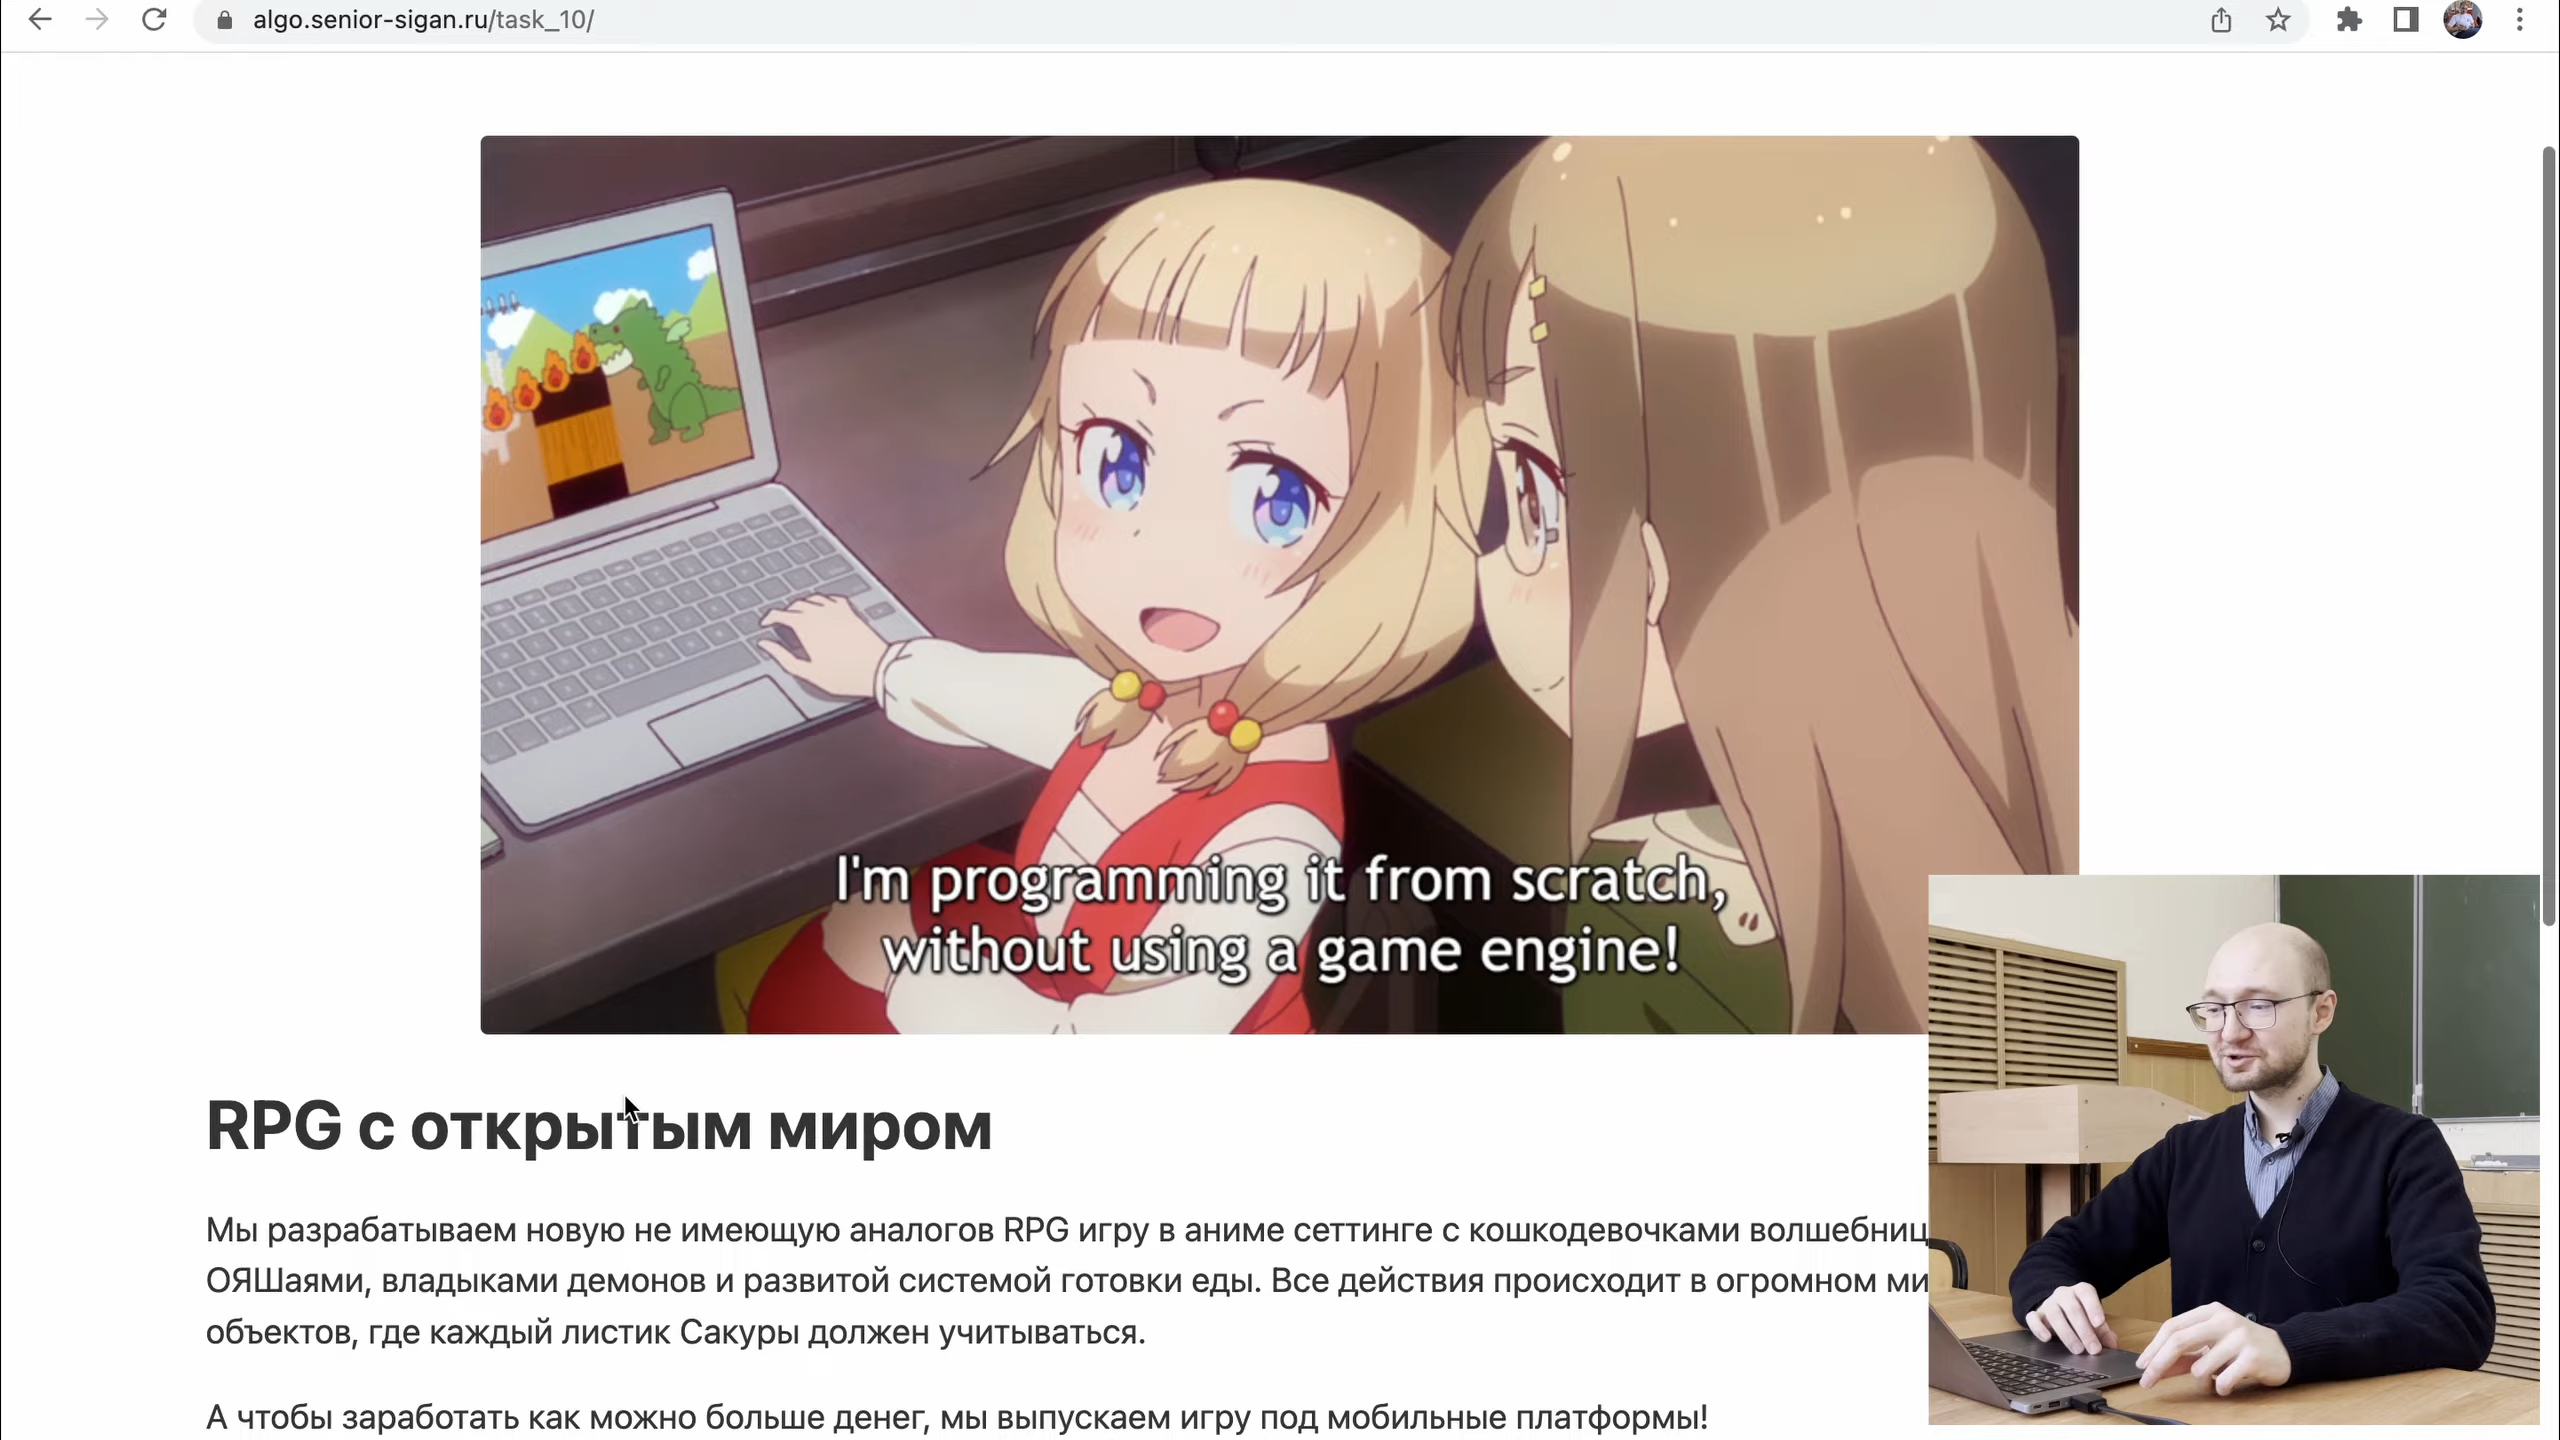 algo.senior-sigan.ru/task_10/
I'm programming it from scratch,
without using a game engine!
RPG с открытым миром
Мы разрабатываем новую не имеющую аналогов RPG игру в аниме сеттинге с кошкодевочками волшебниц
ОЯШаями, владыками демонов и развитой системой готовки еды. Все действия происходит в огромном ми
объектов, где каждый листик Сакуры должен учитываться.
А чтобы заработать как можно больше денег, мы выпускаем игру под мобильные платформы!